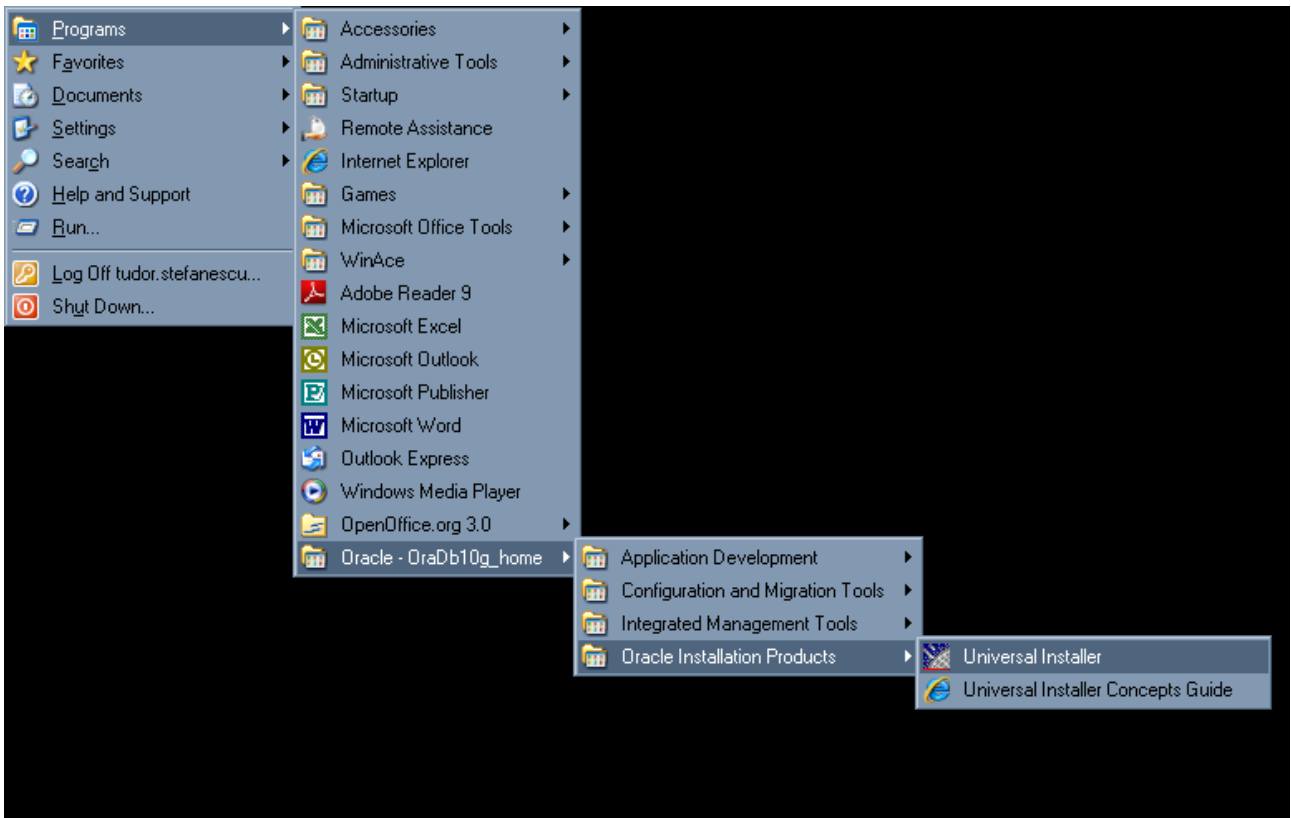 Programs
Favorites
Documents
Settings
Search
Help and Support
Run...
Log Off tudor.stefanescu...
Shut Down...
Accessories
Administrative Tools
Startup
Remote Assistance
Internet Explorer
Games
Microsoft Office Tools
WinAce
Adobe Reader 9
Microsoft Excel
Microsoft Outlook
Microsoft Publisher
Microsoft Word
Outlook Express
Windows Media Player
OpenOffice.org 3.0
Oracle - OraDb10g_home
Application Development
Configuration and Migration Tools
Integrated Management Tools
Oracle Installation Products
Universal Installer
Universal Installer Concepts Guide